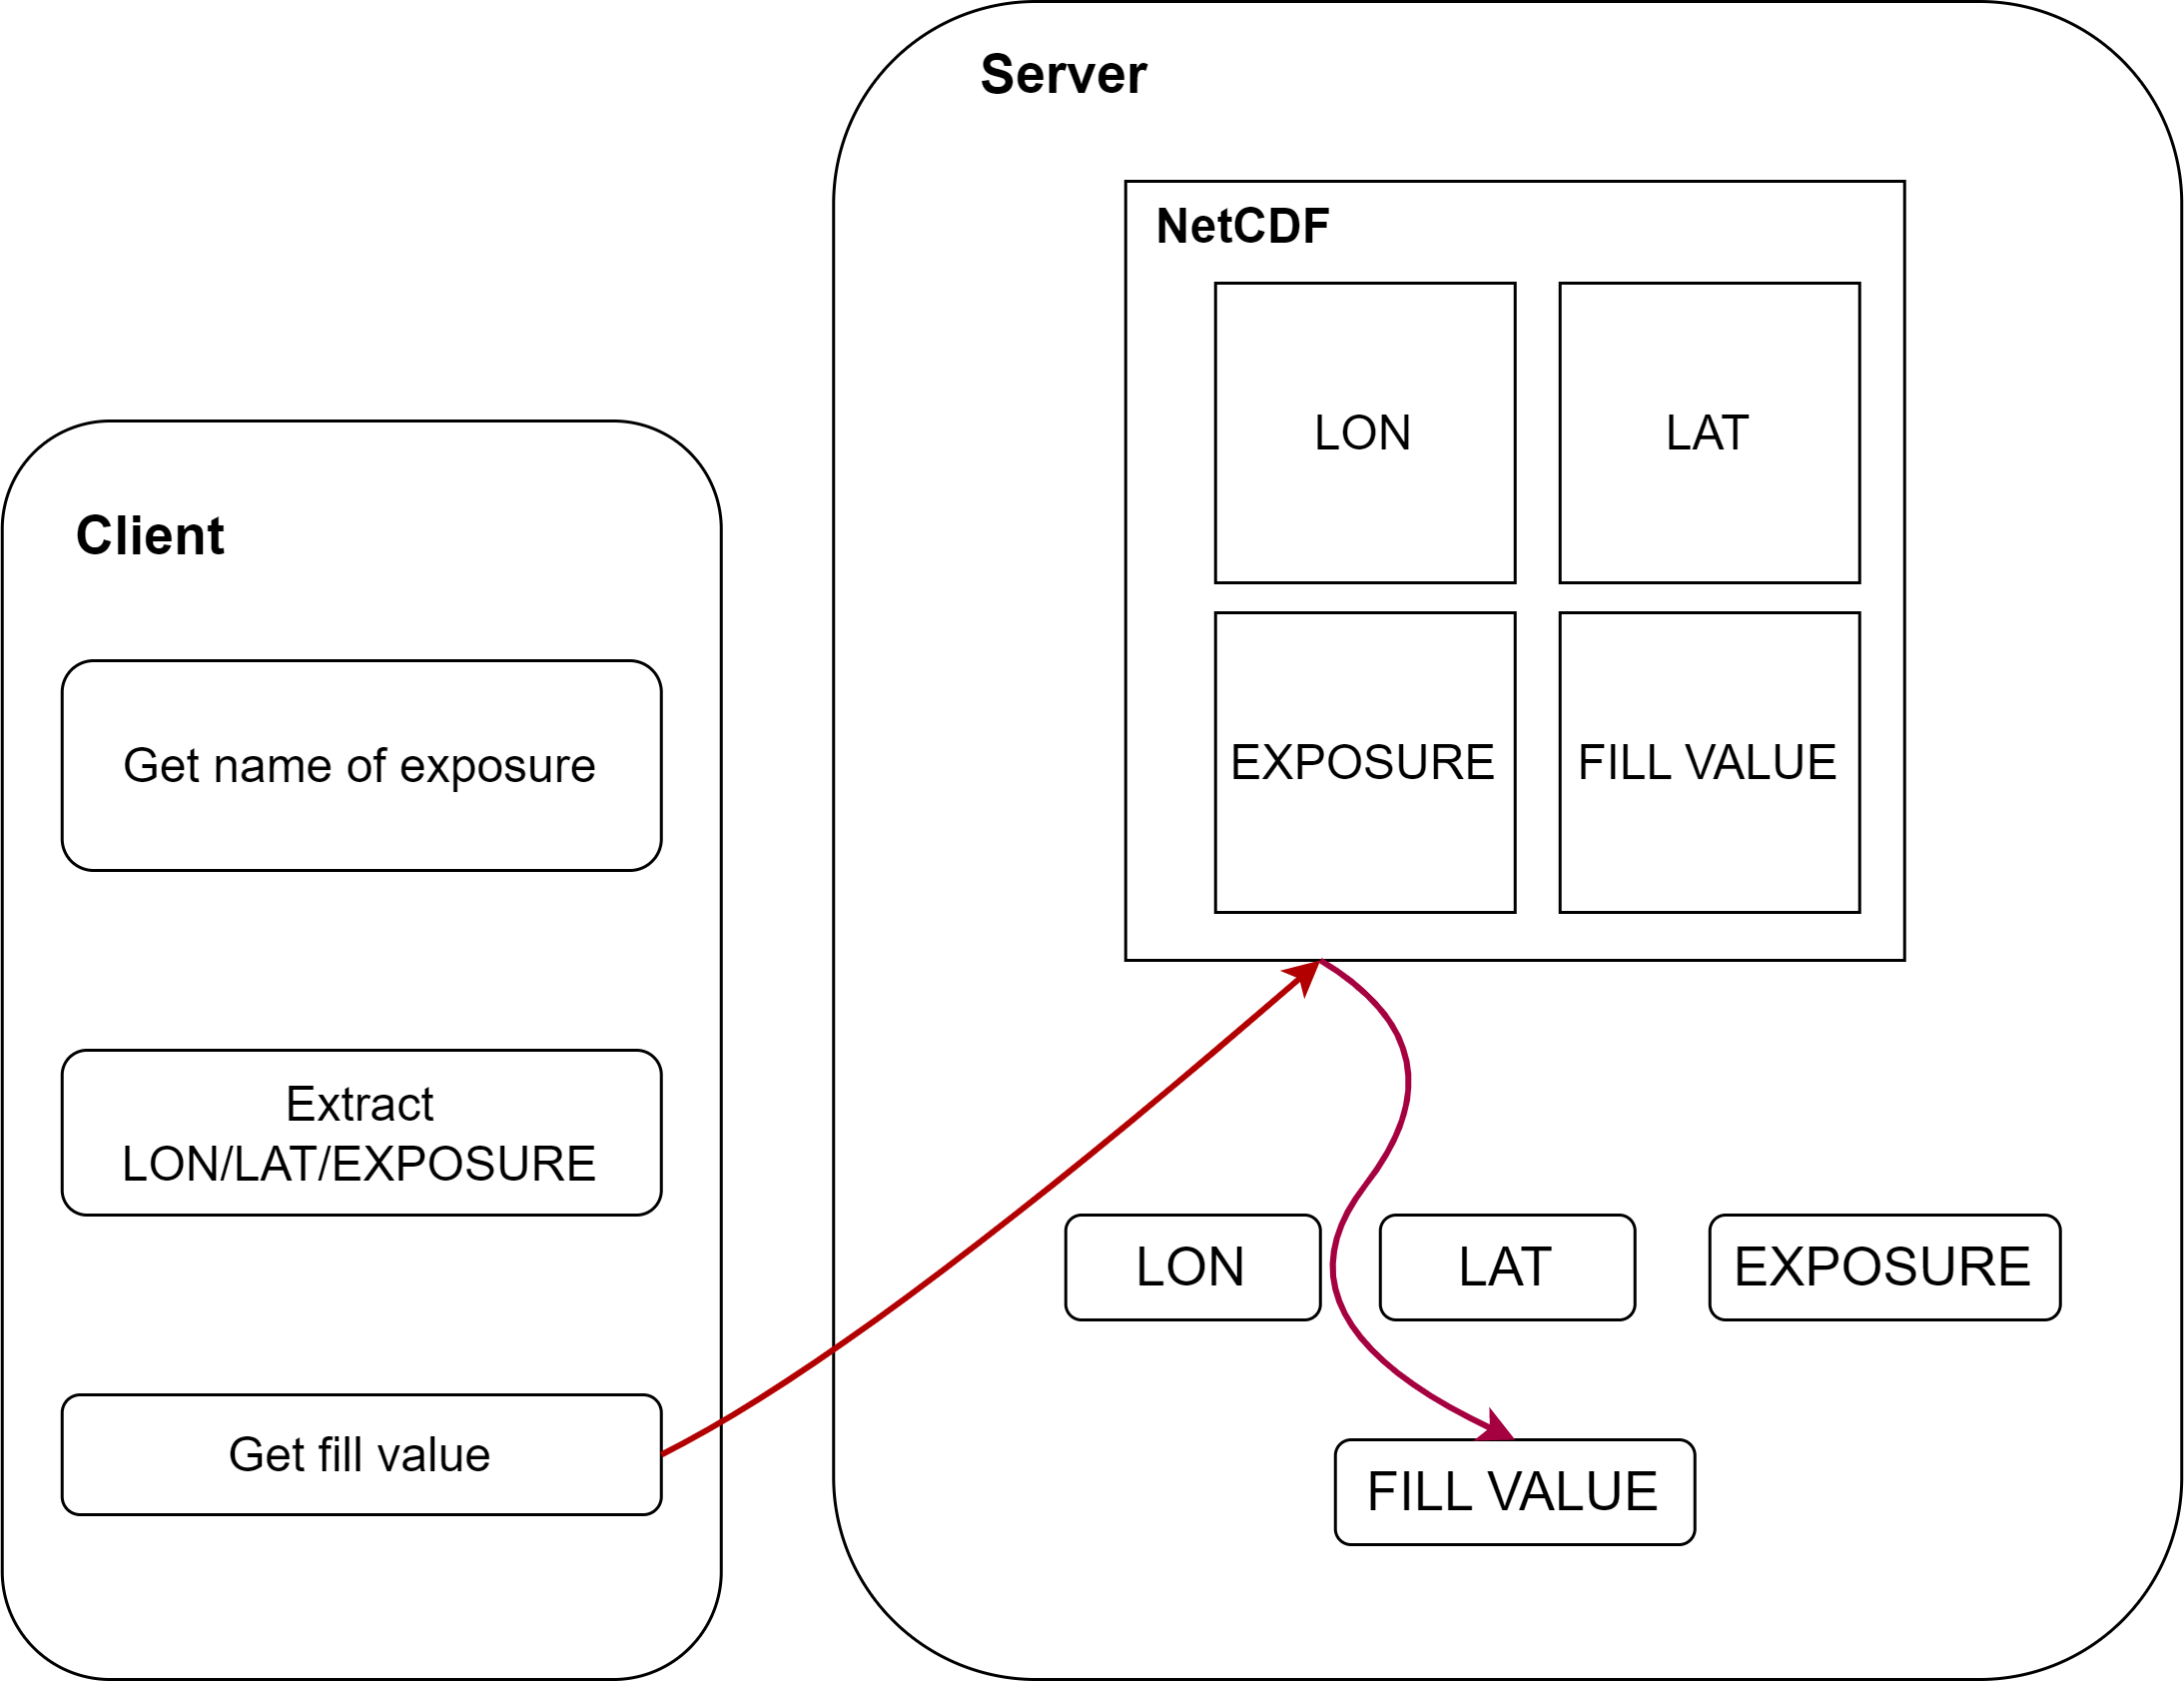 Server
NetCDF
LON
LAT
EXPOSURE
FILL VALUE
Client
Get name of exposure
Extract
LON/LAT/EXPOSURE
Get fill value
LON
LAT
EXPOSURE
FILL VALUE